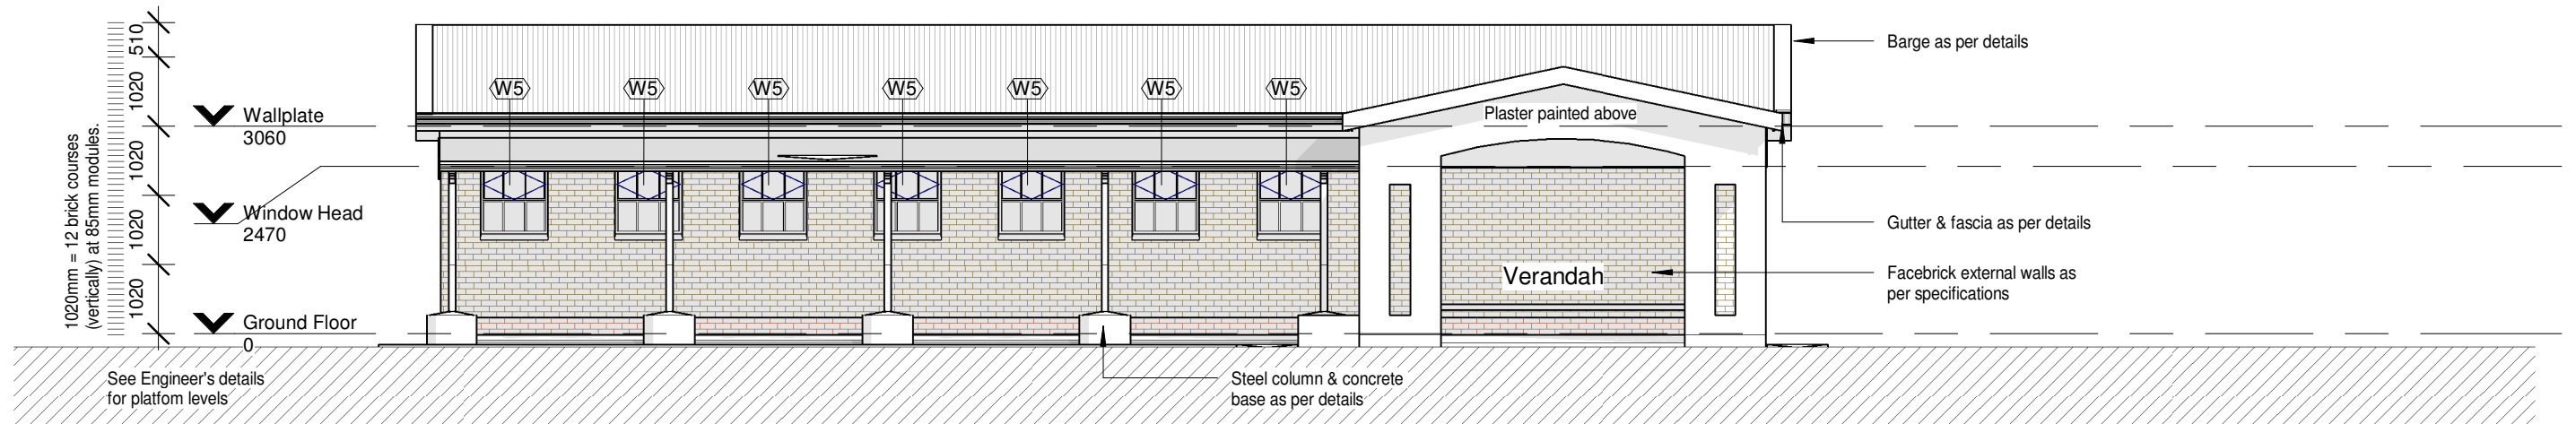 510
1020
1020
1020
1020
1020mm = 12 brick courses
(vertically) at 85mm modules.
Wallplate
3060
Window Head
2470
Ground Floor
0
See Engineer's details
for platfom levels
W5
W5
W5
W5
W5
W5
W5
Plaster painted above
Verandah
Steel column & concrete
base as per details
Barge as per details
Gutter & fascia as per details
Facebrick external walls as
per specifications